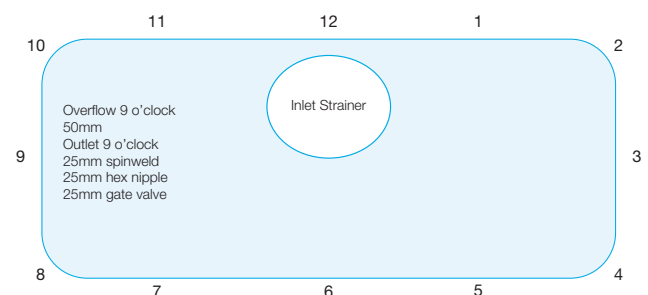 11 12 1
10 2
Inlet Strainer
Overflow 9 o’clock
50mm
Outlet 9 o’clock
25mm spinweld
25mm hex nipple
25mm gate valve
9 3
8 4
7 6 5